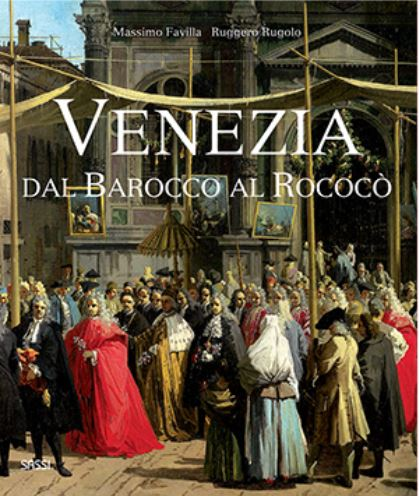 Massimo Favilla Ruggero Rugolo
VENEZIA
DAL BAROCCO AL ROCOCÒ
SASSI